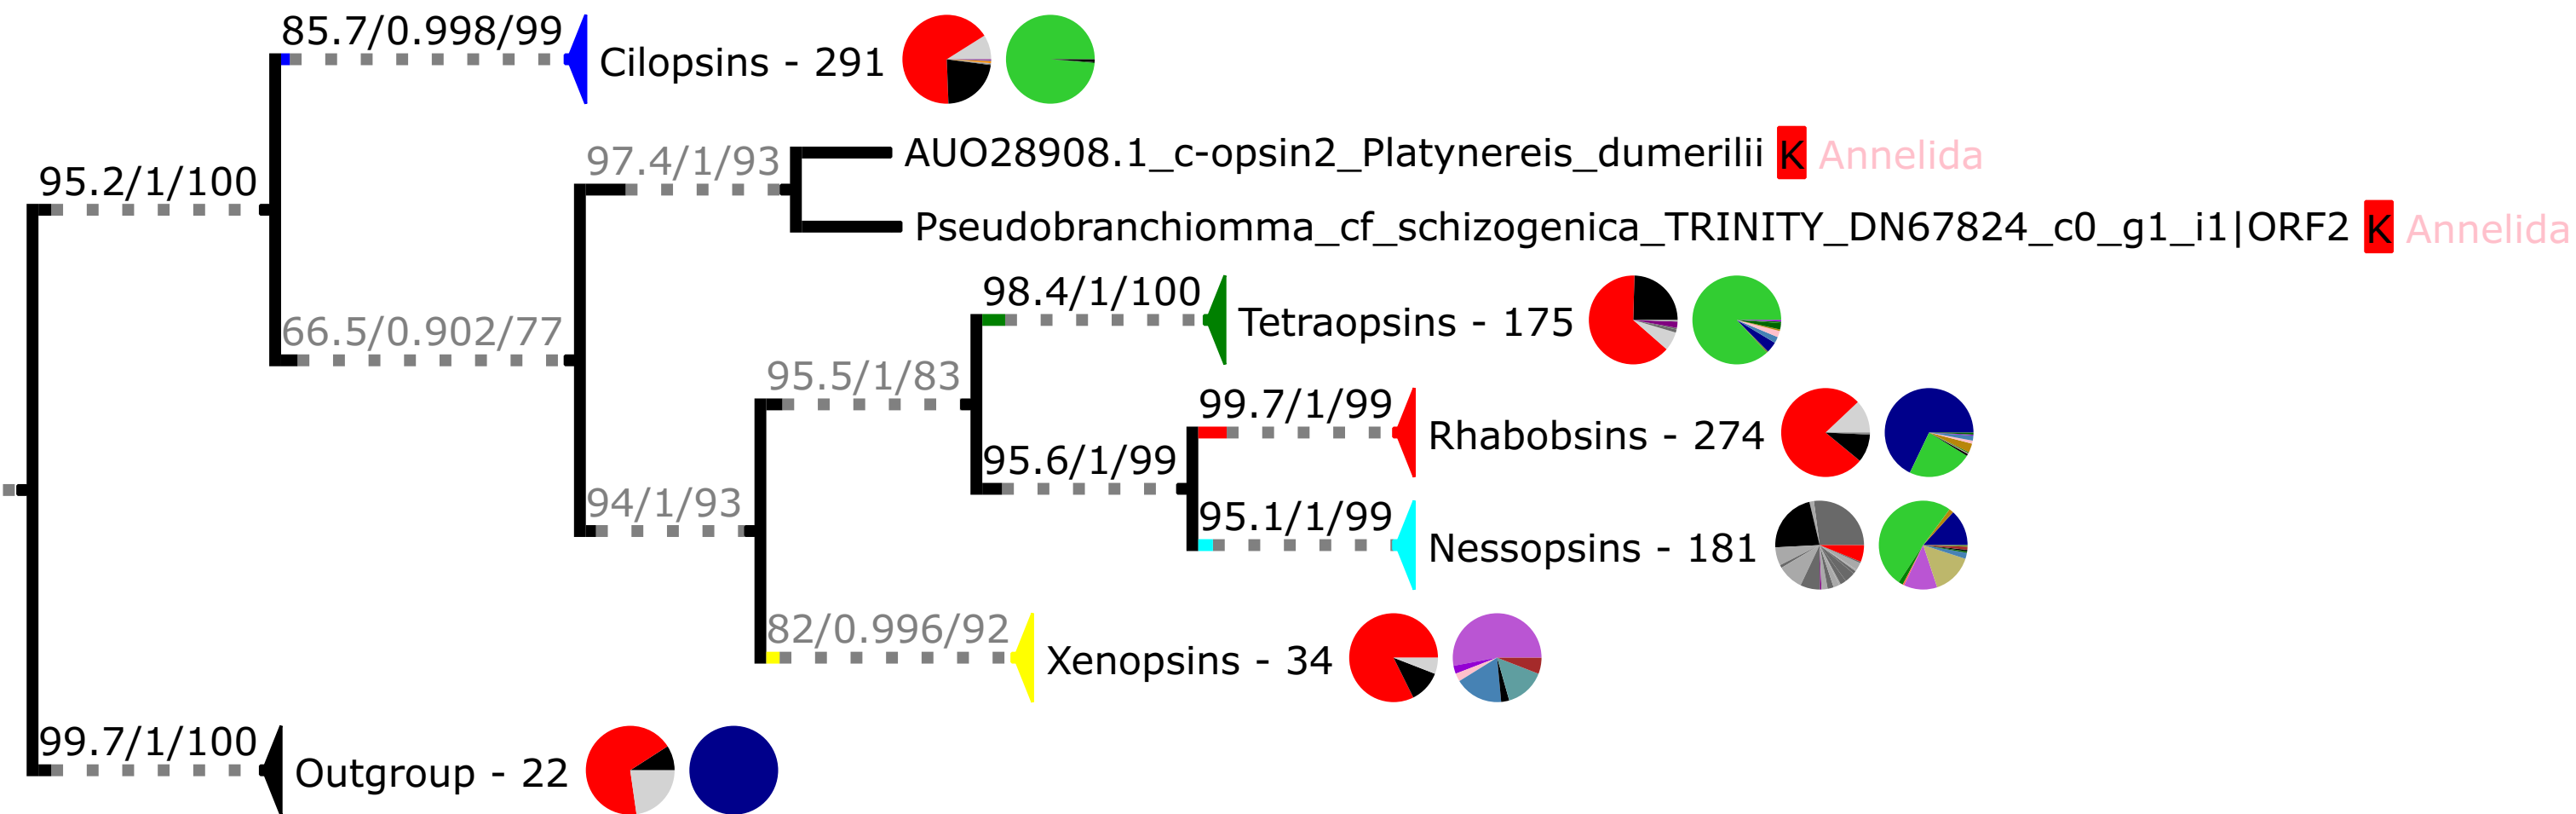 85.7/0.998/99
Cilopsins - 291
97.4/1/93
AUO28908.1_c-opsin2_Platynereis_dumerilii K Annelida
95.2/1/100
Pseudobranchiomma_cf_schizogenica_TRINITY_DN67824_c0_g1_i1|ORF2 K Annelida
98.4/1/100
Tetraopsins - 175
66.5/0.902/77
95.5/1/83
99.7/1/99
Rhabobsins - 274
95.6/1/99
94/1/93
95.1/1/99
Nessopsins - 181
82/0.996/92
Xenopsins - 34
99.7/1/100
Outgroup - 22